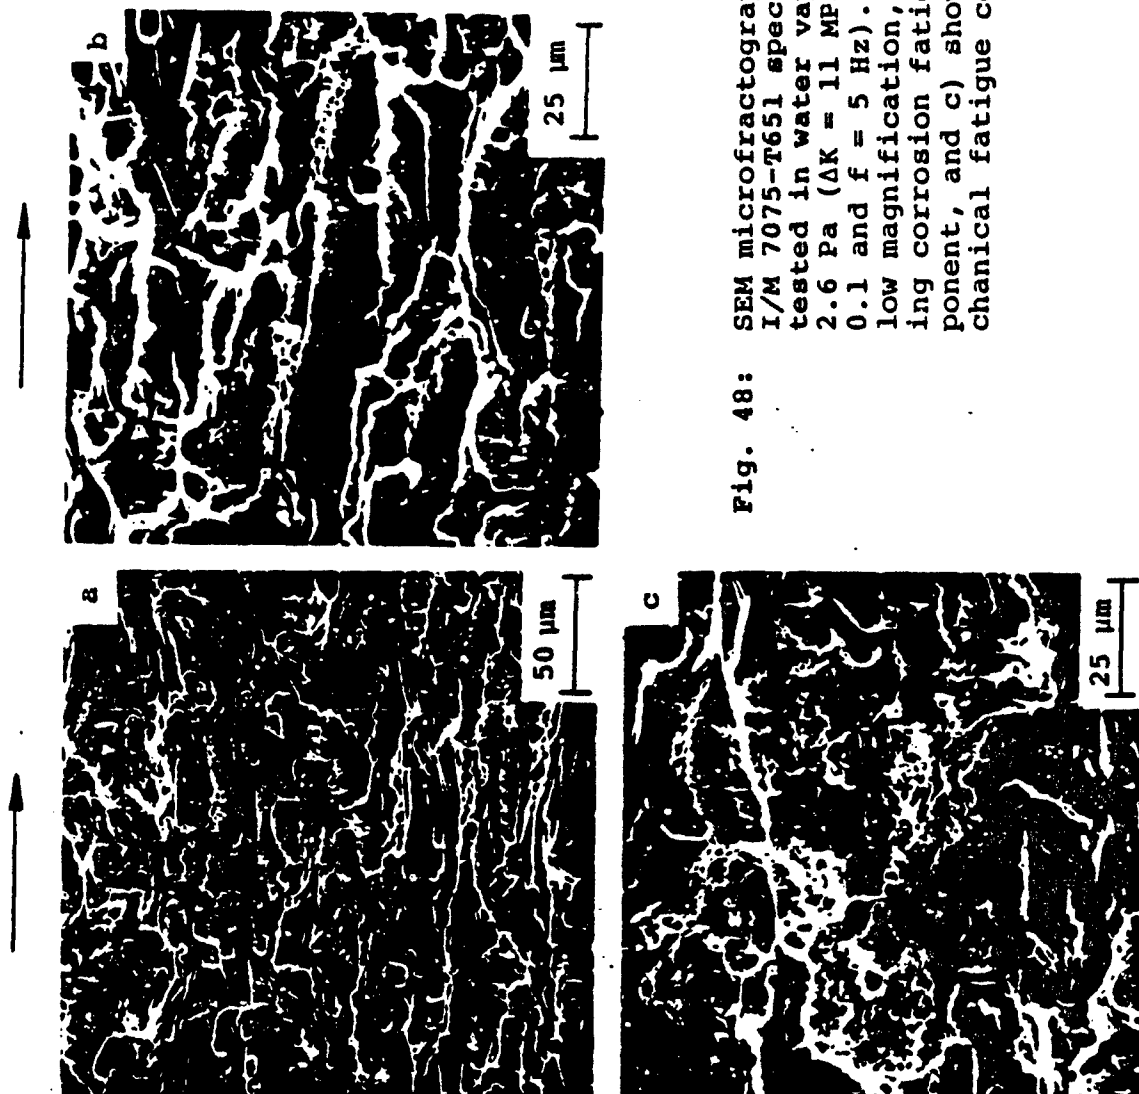 a
50 μm
b
25 μm
c
25 μm
Fig. 48: SEM microfractogra
I/M 7075-T651 spec
tested in water va
2.6 Pa (ΔK = 11 MP
0.1 and f = 5 Hz).
low magnification,
ing corrosion fati
ponent, and c) sho
chanical fatigue c